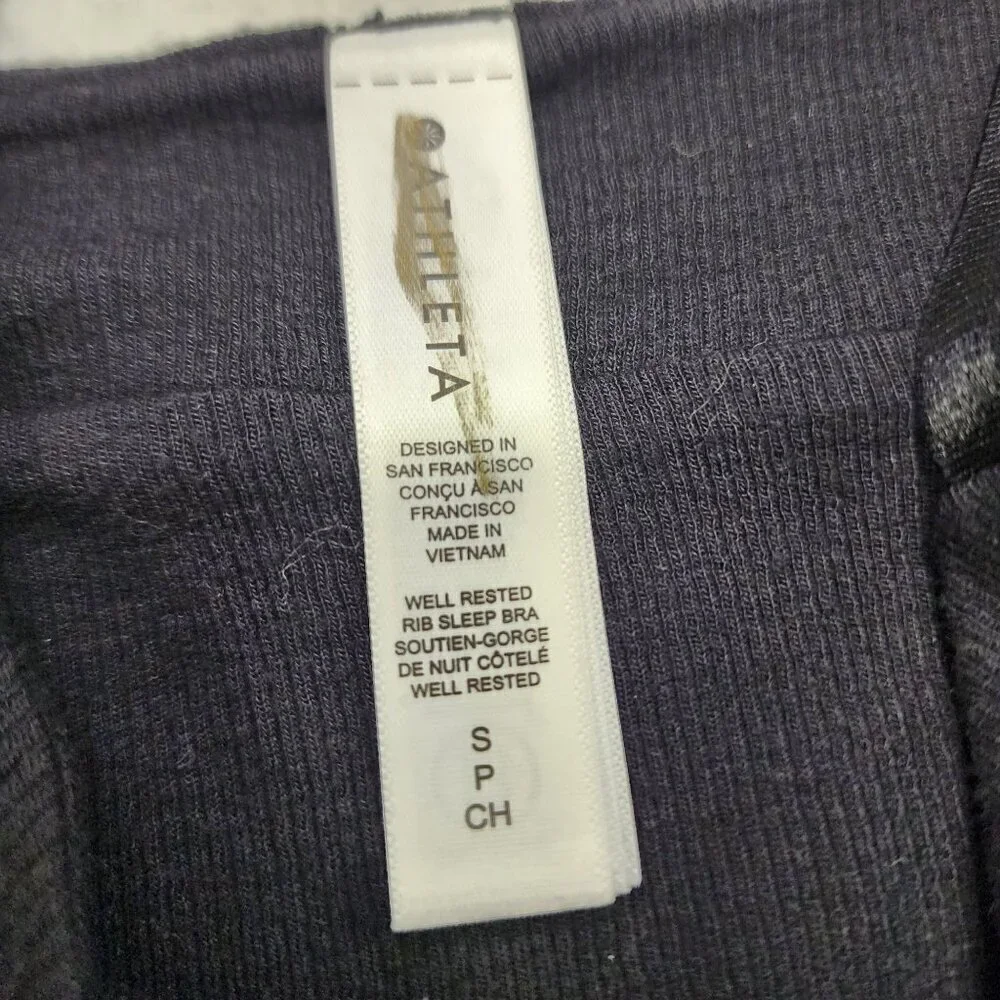 ATHLETA
DESIGNED IN
SAN FRANCISCO
CONÇU À SAN
FRANCISCO
MADE IN
VIETNAM
WELL RESTED
RIB SLEEP BRA
SOUTIEN-GORGE
DE NUIT CÔTELÉ
WELL RESTED
S
P
CH